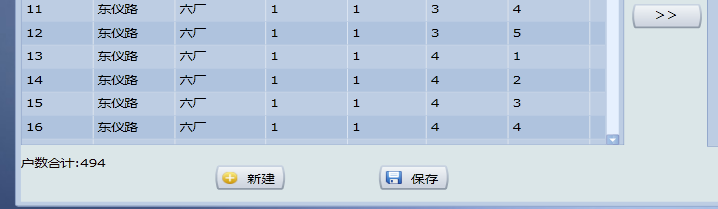 11 东仪路 六厂 1 1 3 4
>>
12 东仪路 六厂 1 1 3 5
13 东仪路 六厂 1 1 4 1
14 东仪路 六厂 1 1 4 2
15 东仪路 六厂 1 1 4 3
16 东仪路 六厂 1 1 4 4
户数合计:494
新建 保存